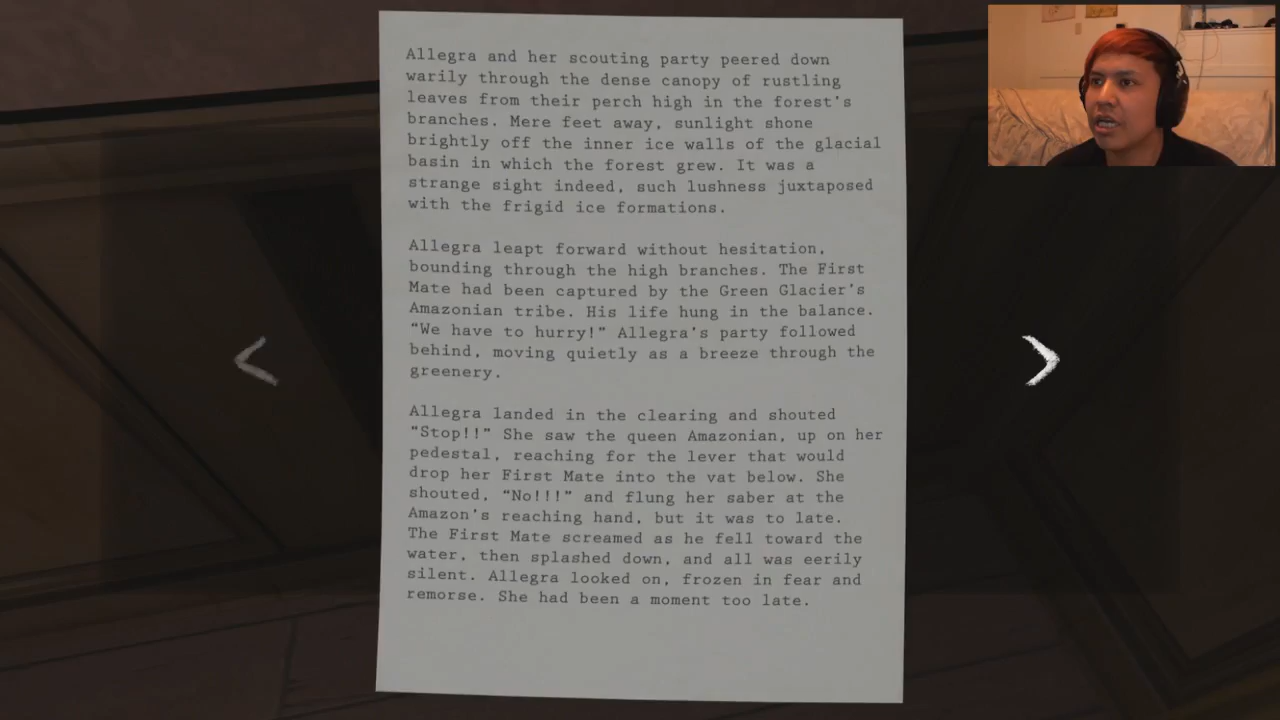 Allegra and her scouting party peered down
warily through the dense canopy of rustling
leaves from their perch high in the forest's
branches. Mere feet away, sunlight shone
brightly off the inner ice walls of the glacial
basin in which the forest grew. It was a
strange sight indeed, such lushness juxtaposed
with the frigid ice formations.
Allegra leapt forward without hesitation,
bounding through the high branches. The First
Mate had been captured by the Green Glacier's
Amazonian tribe. His life hung in the balance.
"We have to hurry!" Allegra's party followed
behind, moving quietly as a breeze through the
greenery.
Allegra landed in the clearing and shouted
"Stop!!" She saw the queen Amazonian, up on her
pedestal, reaching for the lever that would
drop her First Mate into the vat below. She
shouted, "No!!!" and flung her saber at the
Amazon's reaching hand, but it was to late.
The First Mate screamed as he fell toward the
water, then splashed down, and all was eerily
silent. Allegra looked on, frozen in fear and
remorse. She had been a moment too late.